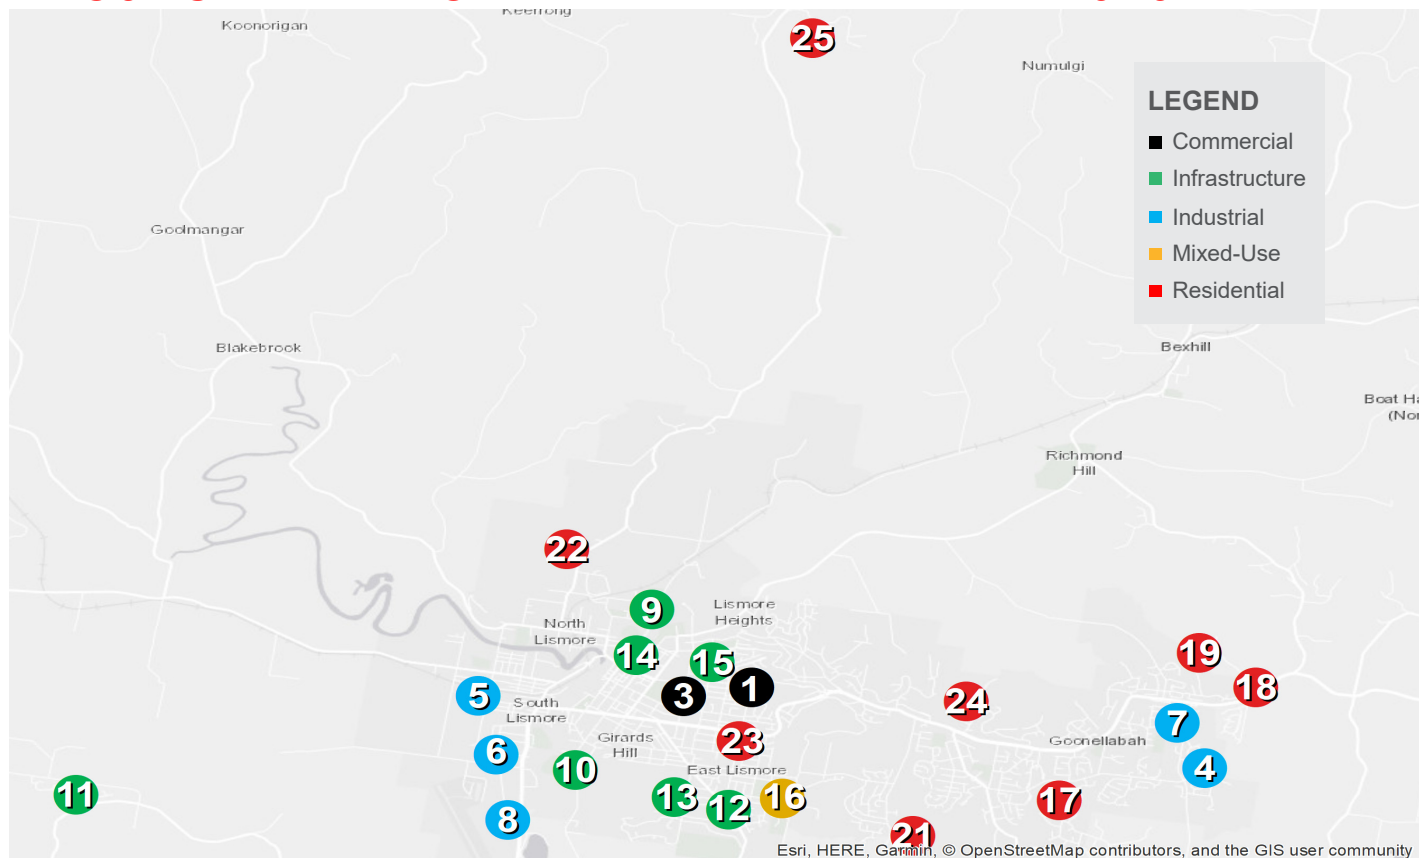 Keerrong
Koonorigan
25
Numulgi
LEGEND
Commercial
Infrastructure
Industrial
Mixed-Use
Residential
Goolmangar
Blakebrook
Bexhill
Boat Ha
(Nor
Richmond
Hill
22
9
Lismore
Heights
North
Lismore
14
15
19
5
3
1
24
18
South
Lismore
7
Girards
Hill
23
Goonellabah
6
10
East Lismore
4
11
13
12
16
17
8
21
Esri, HERE, Garmin, © OpenStreetMap contributors, and the GIS user community